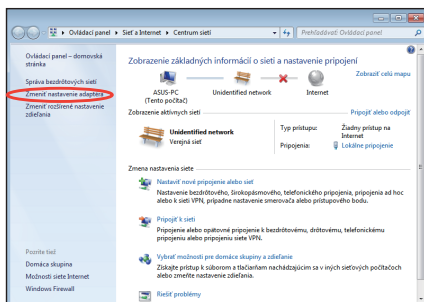 Ovládací panel ▸ Sieť a Internet ▸ Centrum sietí
Prehľadávať: Ovládací panel
Ovládací panel – domovská stránka
Správa bezdrôtových sietí
Zmeniť nastavenie adaptéra
Zmeniť rozšírené nastavenie zdieľania
Pozrite tiež
Domáca skupina
Možnosti siete Internet
Windows Firewall
Zobrazenie základných informácií o sieti a nastavenie pripojení
Zobraziť celú mapu
ASUS-PC
(Tento počítač)
Unidentified network
Internet
Zobrazenie aktívnych sietí
Pripojiť alebo odpojiť
Unidentified network
Verejná sieť
Typ prístupu:
Žiadny prístup na Internet
Pripojenia:
Lokálne pripojenie
Zmena nastavenia siete
Nastaviť nové pripojenie alebo sieť
Nastavenie bezdrôtového, širokopásmového, telefonického pripojenia, pripojenia ad hoc
alebo k sieti VPN, prípadne nastavenie smerovača alebo prístupového bodu.
Pripojiť k sieti
Pripojenie alebo opätovné pripojenie k bezdrôtovému, drôtovému, telefonickému
pripojeniu alebo pripojeniu siete VPN.
Vybrať možnosti pre domáce skupiny a zdieľanie
Získajte prístup k súborom a tlačiarňam nachádzajúcim sa v iných sieťových počítačoch
alebo zmeňte nastavenie zdieľania.
Riešiť problémy